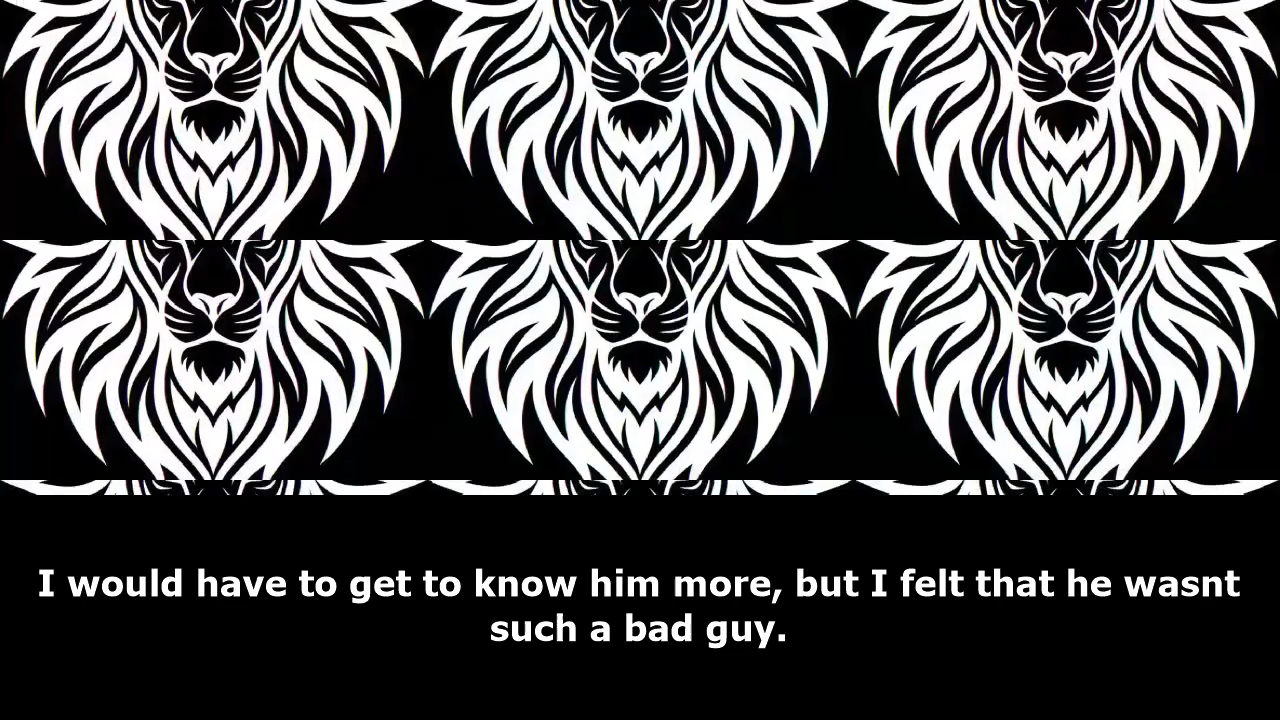 I would have to get to know him more, but I felt that he wasnt
such a bad guy.